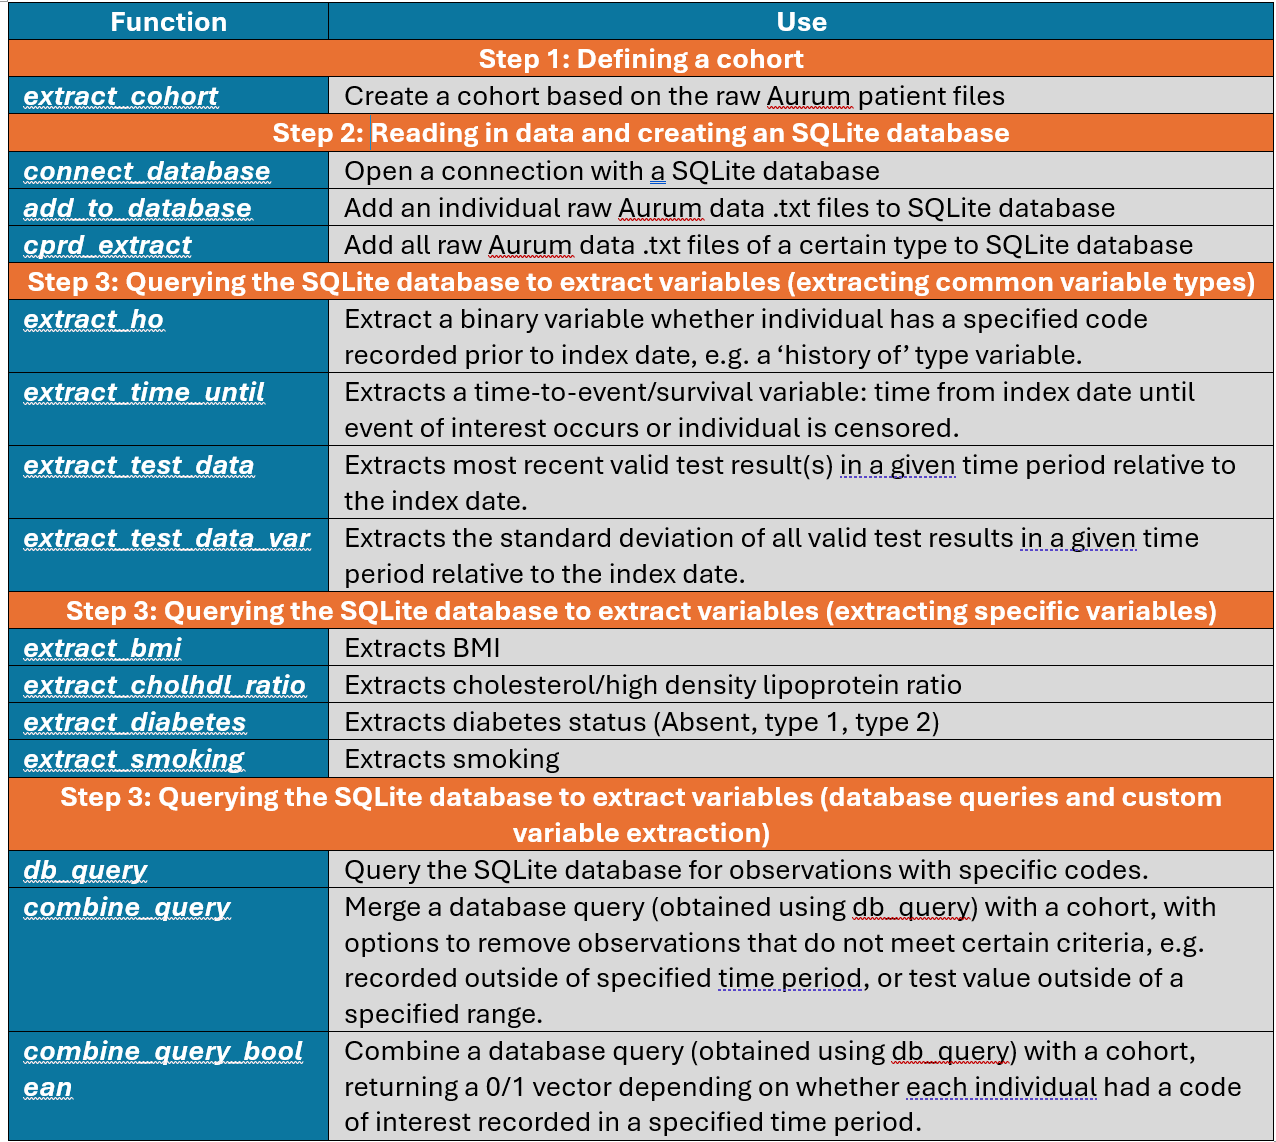 Function Use
Step 1: Defining a cohort
extract_cohort Create a cohort based on the raw Aurum patient files
Step 2: Reading in data and creating an SQLite database
connect_database Open a connection with a SQLite database
add_to_database Add an individual raw Aurum data .txt files to SQLite database
cprd_extract Add all raw Aurum data .txt files of a certain type to SQLite database
Step 3: Querying the SQLite database to extract variables (extracting common variable types)
extract_ho Extract a binary variable whether individual has a specified code
recorded prior to index date, e.g. a ‘history of’ type variable.
extract_time_until Extracts a time-to-event/survival variable: time from index date until
event of interest occurs or individual is censored.
extract_test_data Extracts most recent valid test result(s) in a given time period relative to
the index date.
extract_test_data_var Extracts the standard deviation of all valid test results in a given time
period relative to the index date.
Step 3: Querying the SQLite database to extract variables (extracting specific variables)
extract_bmi Extracts BMI
extract_cholhdl_ratio Extracts cholesterol/high density lipoprotein ratio
extract_diabetes Extracts diabetes status (Absent, type 1, type 2)
extract_smoking Extracts smoking
Step 3: Querying the SQLite database to extract variables (database queries and custom
variable extraction)
db_query Query the SQLite database for observations with specific codes.
combine_query Merge a database query (obtained using db_query) with a cohort, with
options to remove observations that do not meet certain criteria, e.g.
recorded outside of specified time period, or test value outside of a
specified range.
combine_query_bool Combine a database query (obtained using db_query) with a cohort,
ean returning a 0/1 vector depending on whether each individual had a code
of interest recorded in a specified time period.